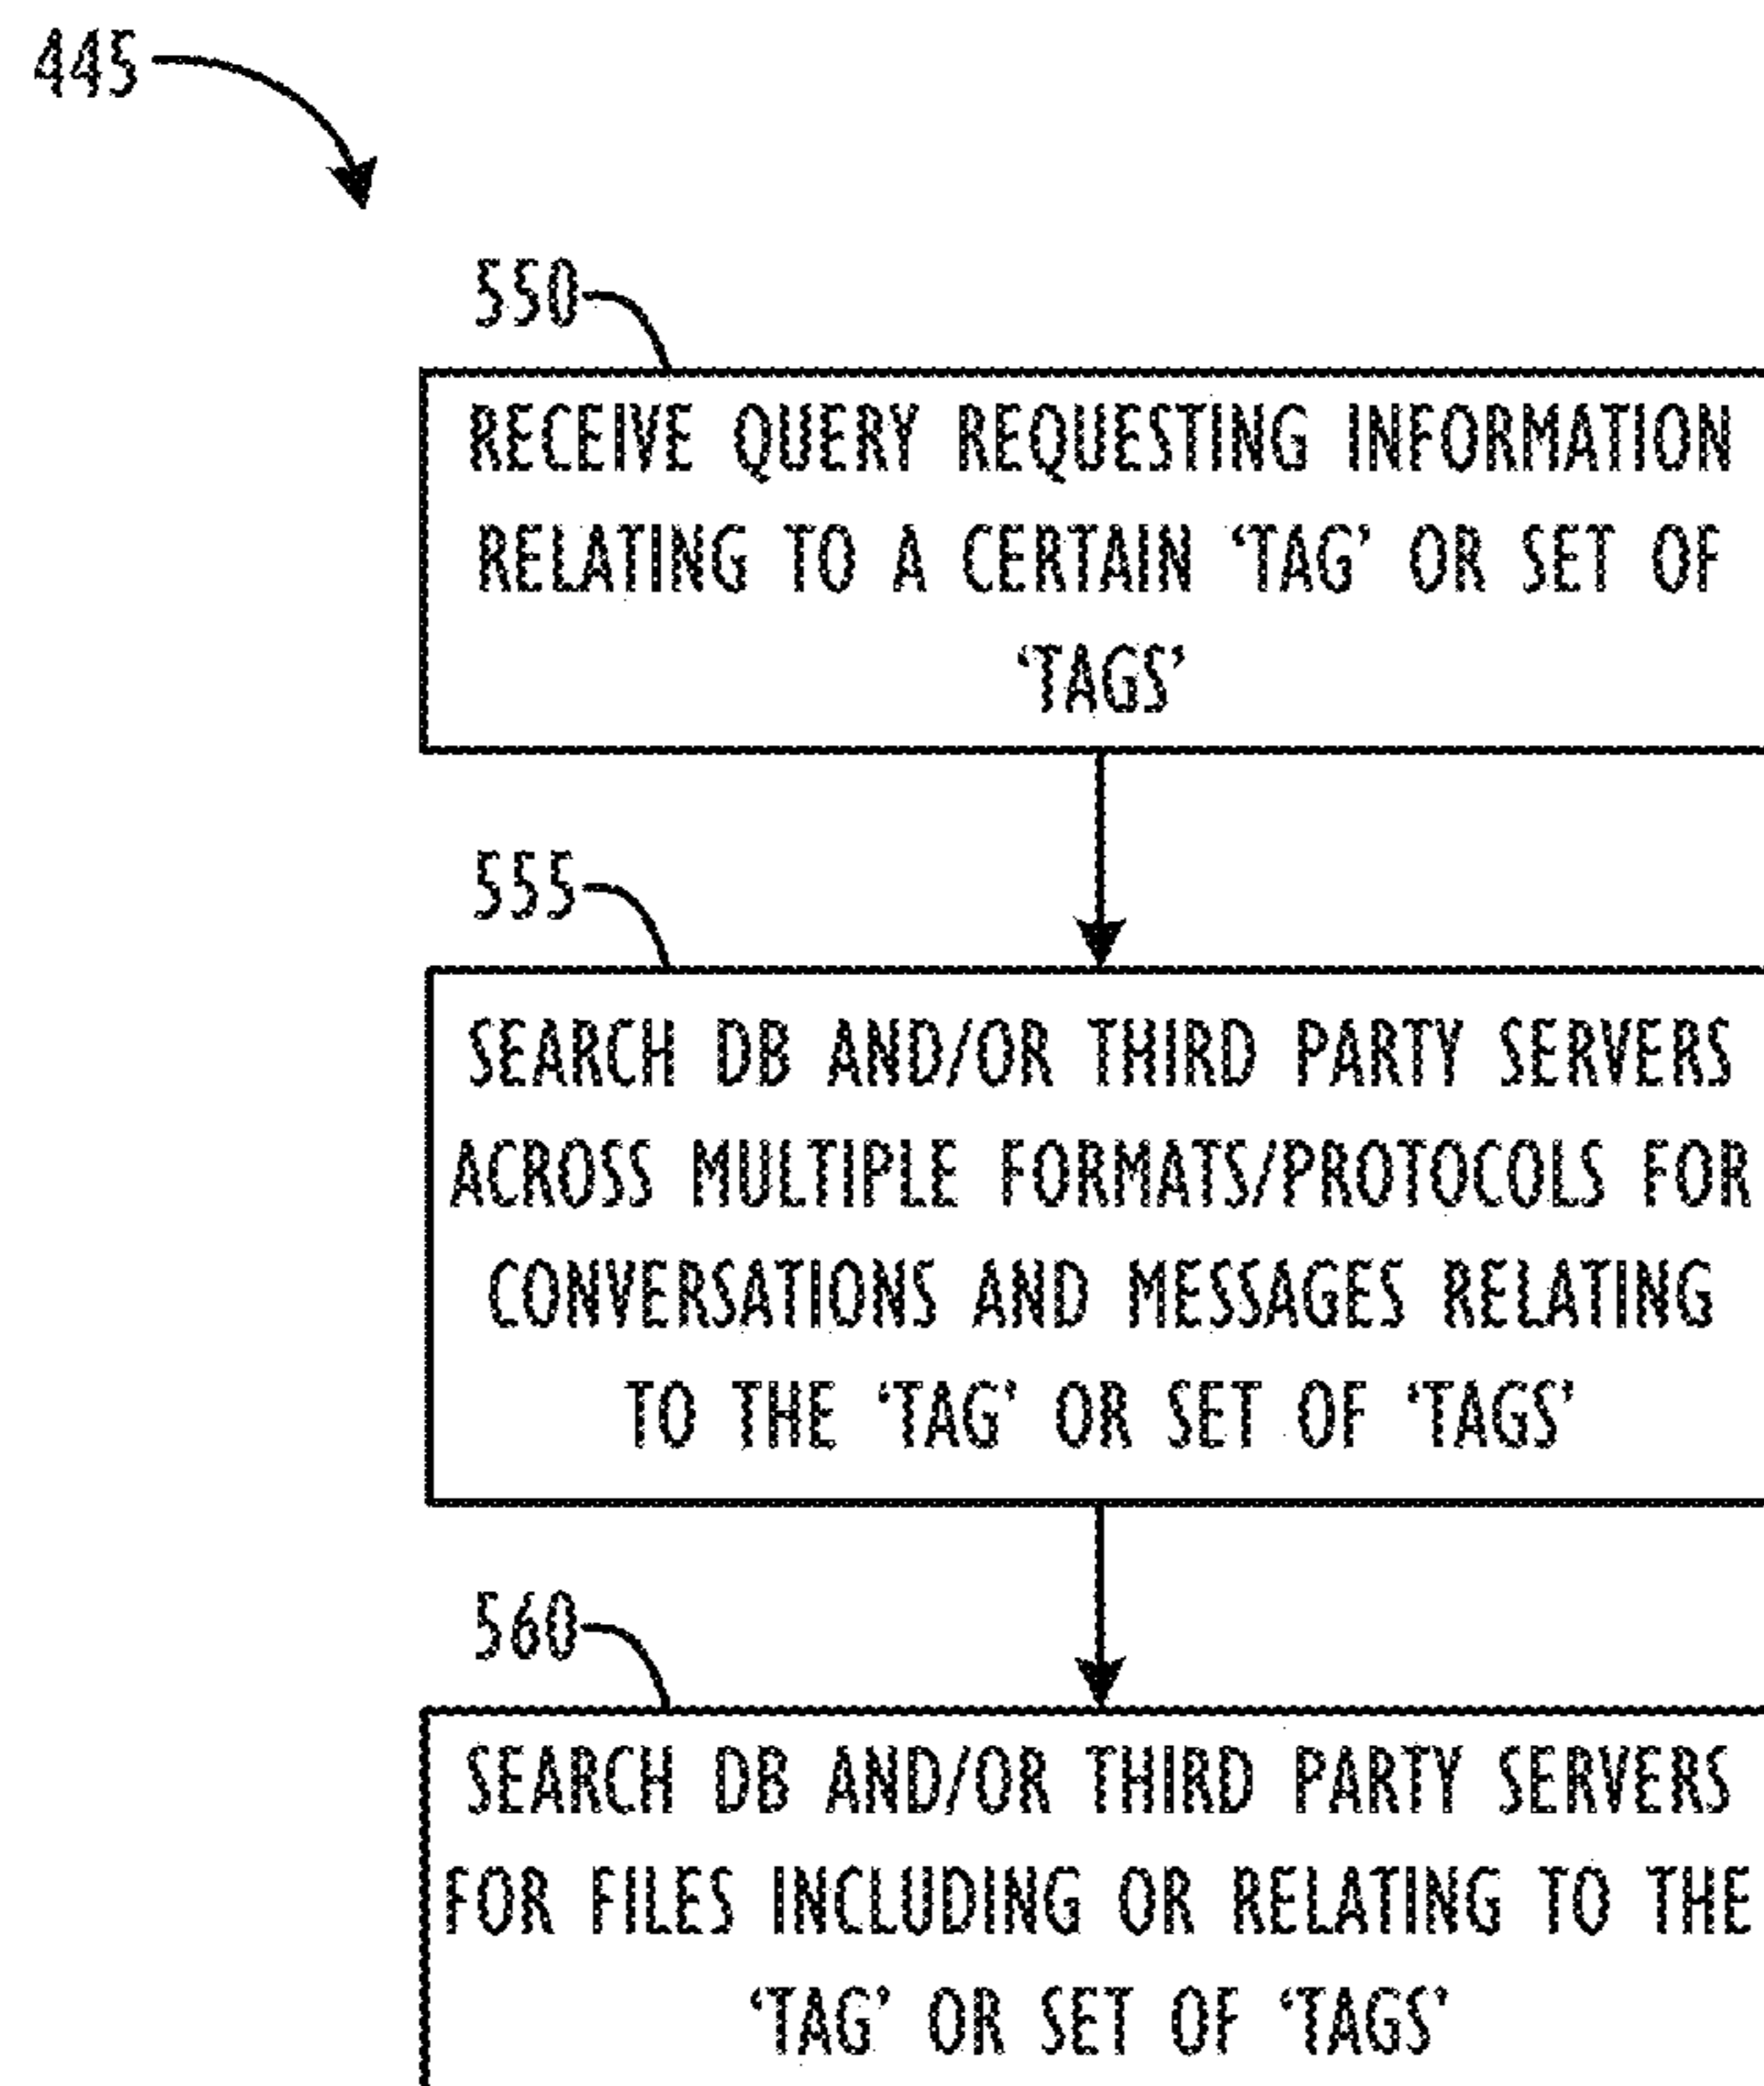 445
550
RECEIVE QUERY REQUESTING INFORMATION
RELATING TO A CERTAIN ‘TAG’ OR SET OF
‘TAGS’
555
SEARCH DB AND/OR THIRD PARTY SERVERS
ACROSS MULTIPLE FORMATS/PROTOCOLS FOR
CONVERSATIONS AND MESSAGES RELATING
TO THE ‘TAG’ OR SET OF ‘TAGS’
560
SEARCH DB AND/OR THIRD PARTY SERVERS
FOR FILES INCLUDING OR RELATING TO THE
‘TAG’ OR SET OF ‘TAGS’